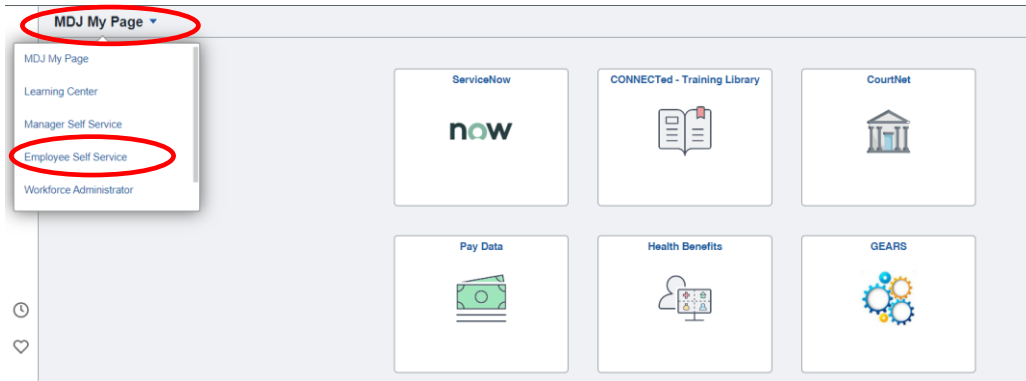 MDJ My Page
MDJ My Page
Learning Center
Manager Self Service
Employee Self Service
Workforce Administrator
ServiceNow
now
CONNECTed - Training Library
CourtNet
Pay Data
Health Benefits
GEARS